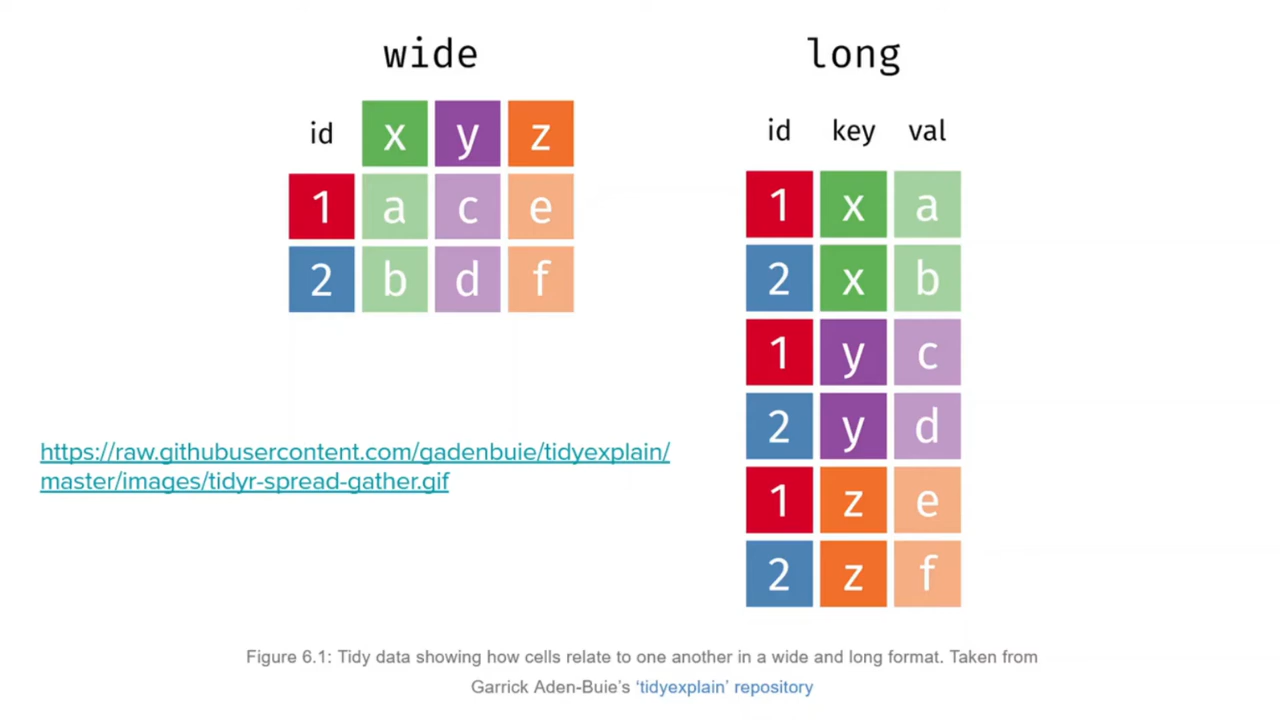 wide
id x y z
1 a c e
2 b d f
long
id key val
1 x a
2 x b
1 y c
2 y d
1 z e
2 z f
https://raw.githubusercontent.com/gadenbuie/tidyexplain/
master/images/tidyr-spread-gather.gif
Figure 6.1: Tidy data showing how cells relate to one another in a wide and long format. Taken from
Garrick Aden-Buie’s ‘tidyexplain’ repository